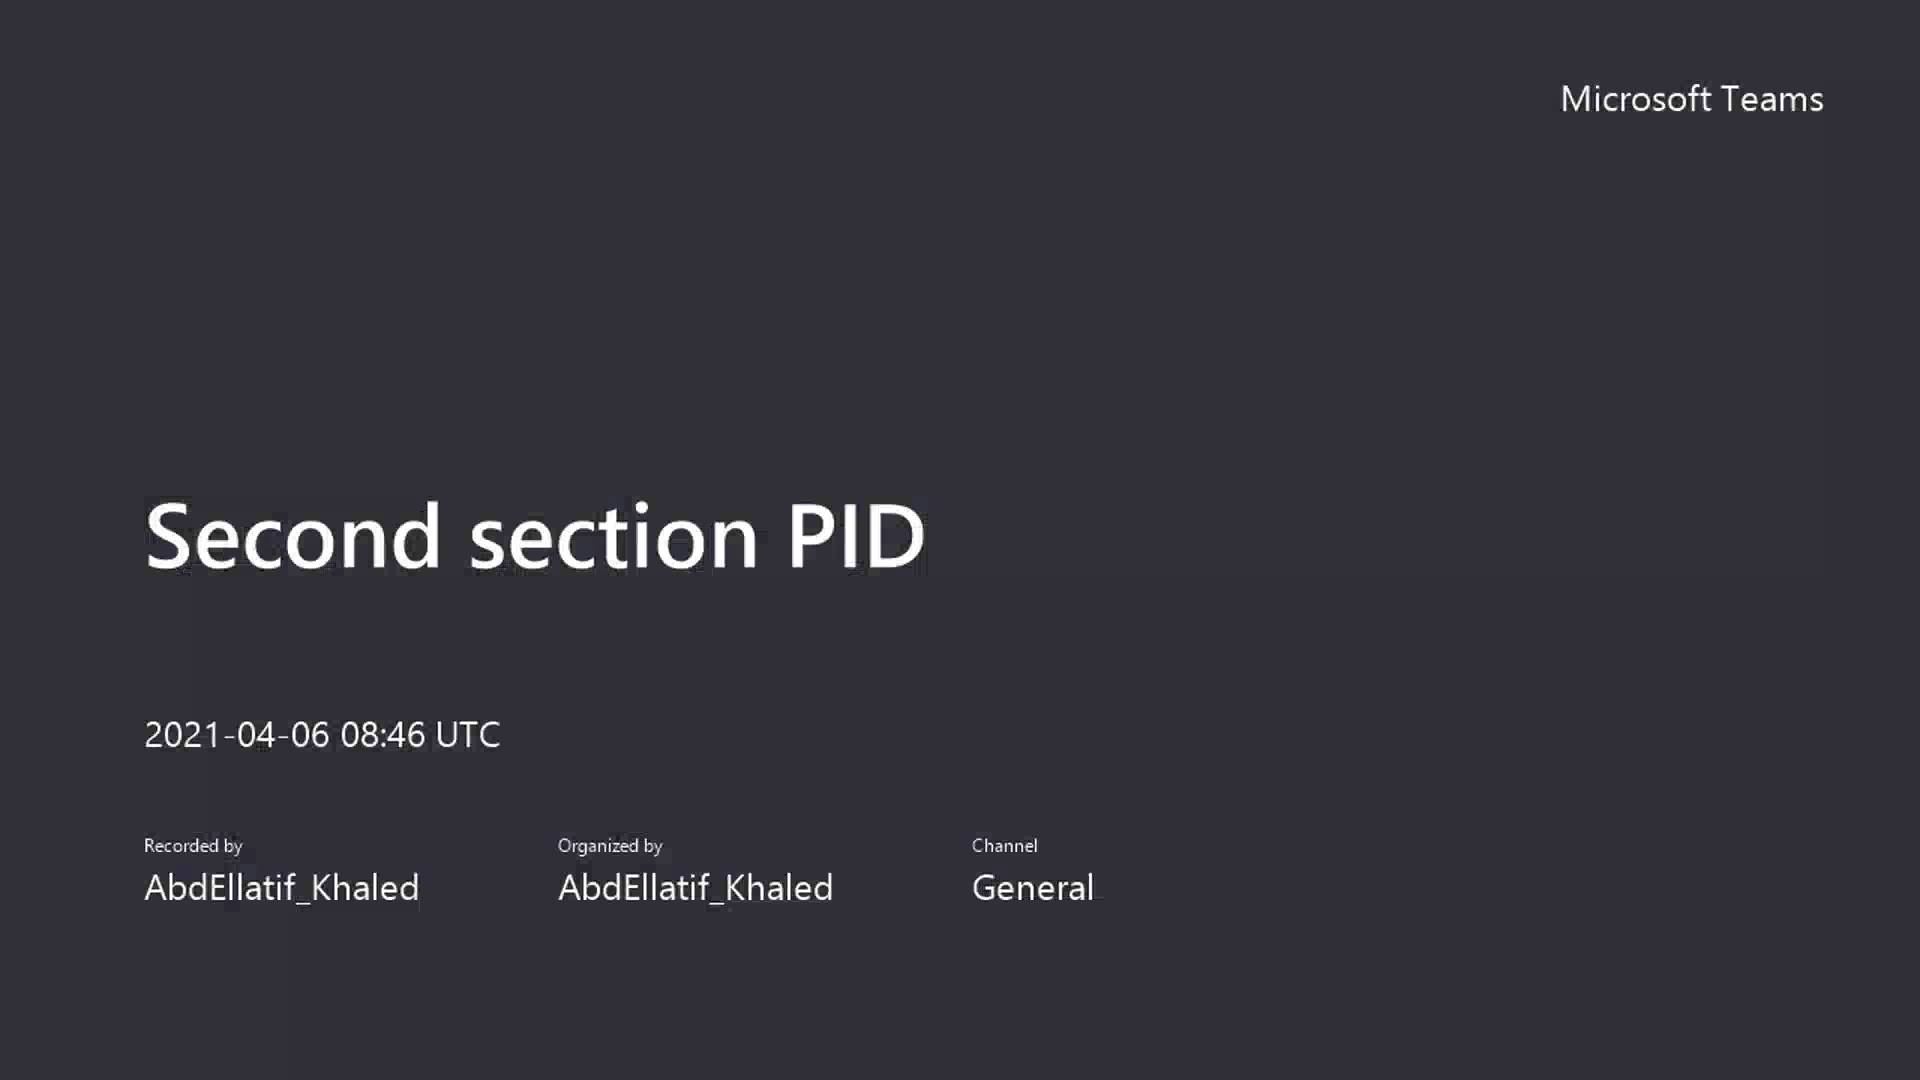 Microsoft Teams
Second section PID
2021-04-06 08:46 UTC
Recorded by
AbdEllatif_Khaled
Organized by
AbdEllatif_Khaled
Channel
General